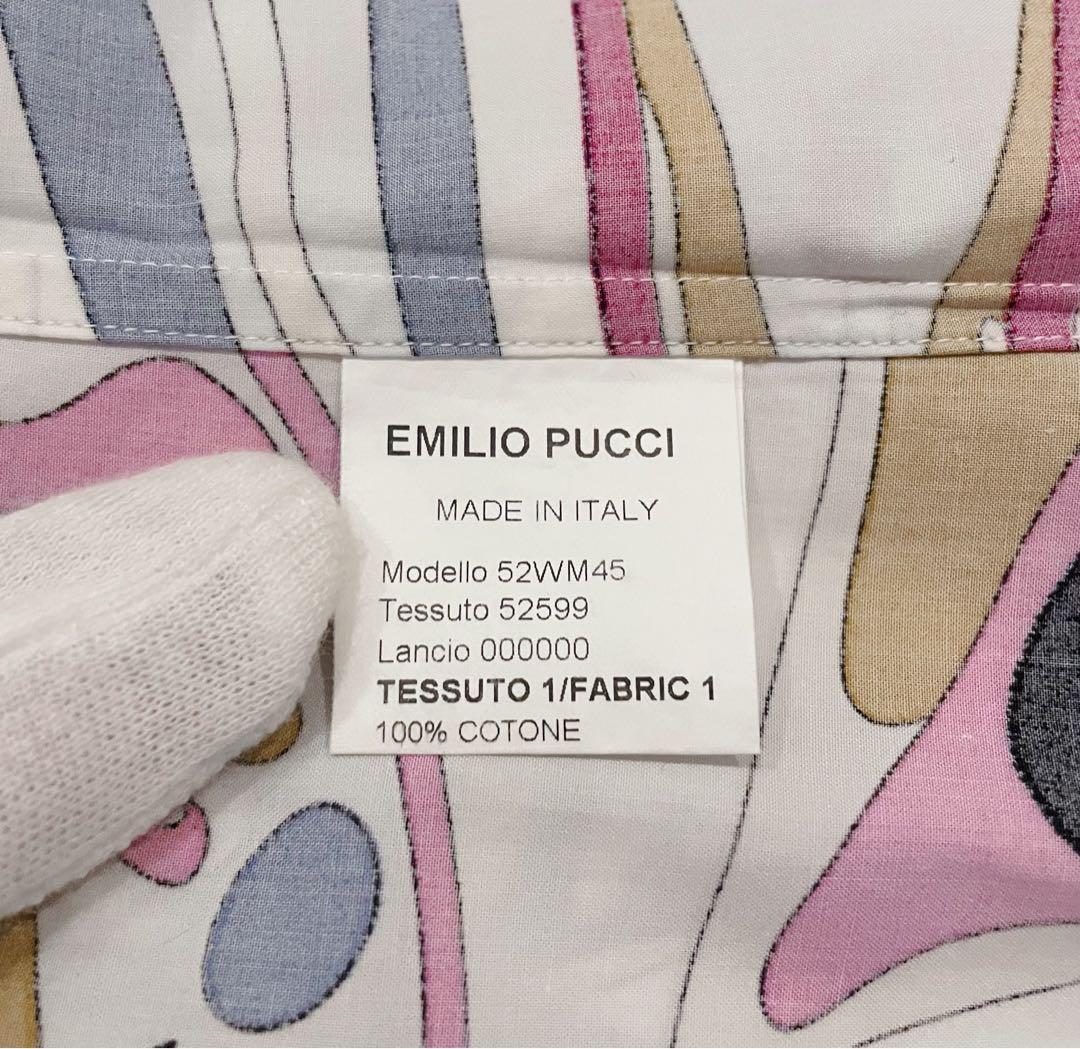 EMILIO PUCCI
MADE IN ITALY
Modello 52WM45
Tessuto 52599
Lancio 000000
TESSUTO 1/FABRIC 1
100% COTONE